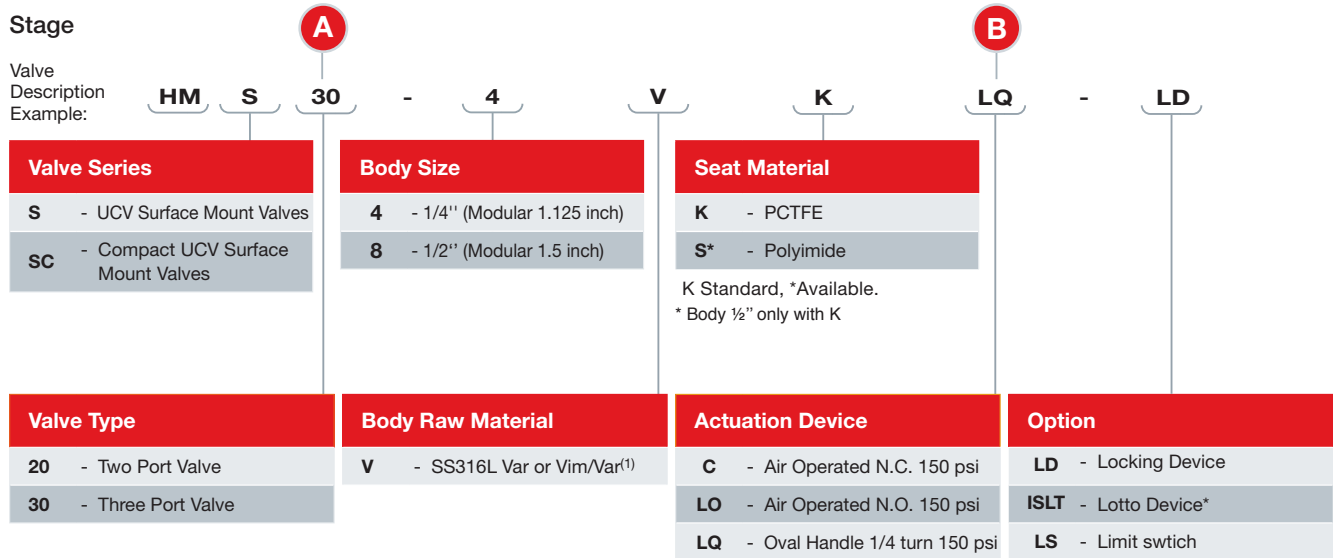 Stage
A
B
Valve
Description
Example:
HM S 30 - 4 V K LQ - LD
Valve Series
S - UCV Surface Mount Valves
SC - Compact UCV Surface
Mount Valves
Body Size
4 - 1/4'' (Modular 1.125 inch)
8 - 1/2‘’ (Modular 1.5 inch)
Seat Material
K - PCTFE
S* - Polyimide
K Standard, *Available.
* Body ½’’ only with K
Valve Type
20 - Two Port Valve
30 - Three Port Valve
Body Raw Material
V - SS316L Var or Vim/Var(1)
Actuation Device
C - Air Operated N.C. 150 psi
LO - Air Operated N.O. 150 psi
LQ - Oval Handle 1/4 turn 150 psi
Option
LD - Locking Device
ISLT - Lotto Device*
LS - Limit swtich